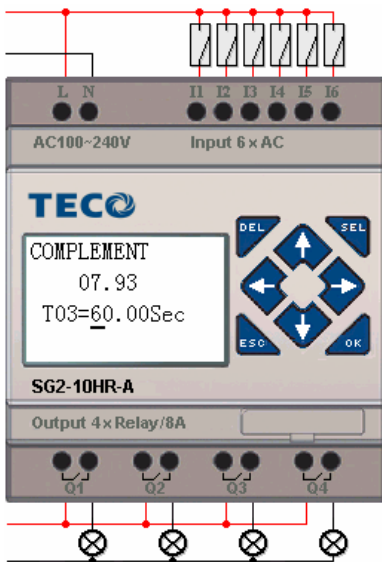 L N I1 I2 I3 I4 I5 I6
AC100~240V Input 6 x AC
TECO
DEL SEL
COMPLEMENT
07.93
T03=60.00Sec
ESC OK
SG2-10HR-A
Output 4 x Relay/8A
Q1 Q2 Q3 Q4